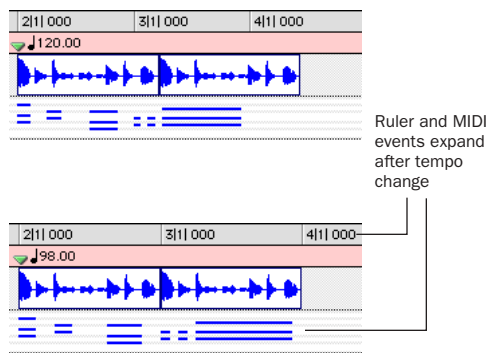 2|1| 000 3|1| 000 4|1| 000
120.00
Ruler and MIDI
events expand
after tempo
change
2|1| 000 3|1| 000 4|1| 000
98.00